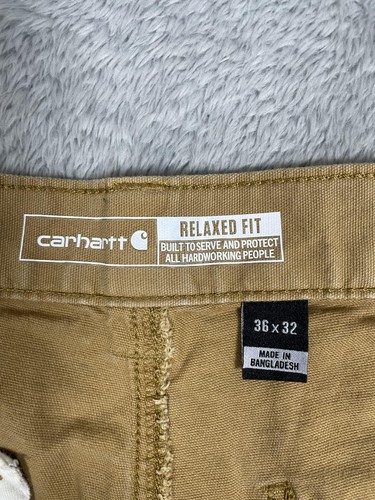 carhartt
RELAXED FIT
BUILT TO SERVE AND PROTECT
ALL HARDWORKING PEOPLE
36 x 32
MADE IN
BANGLADESH